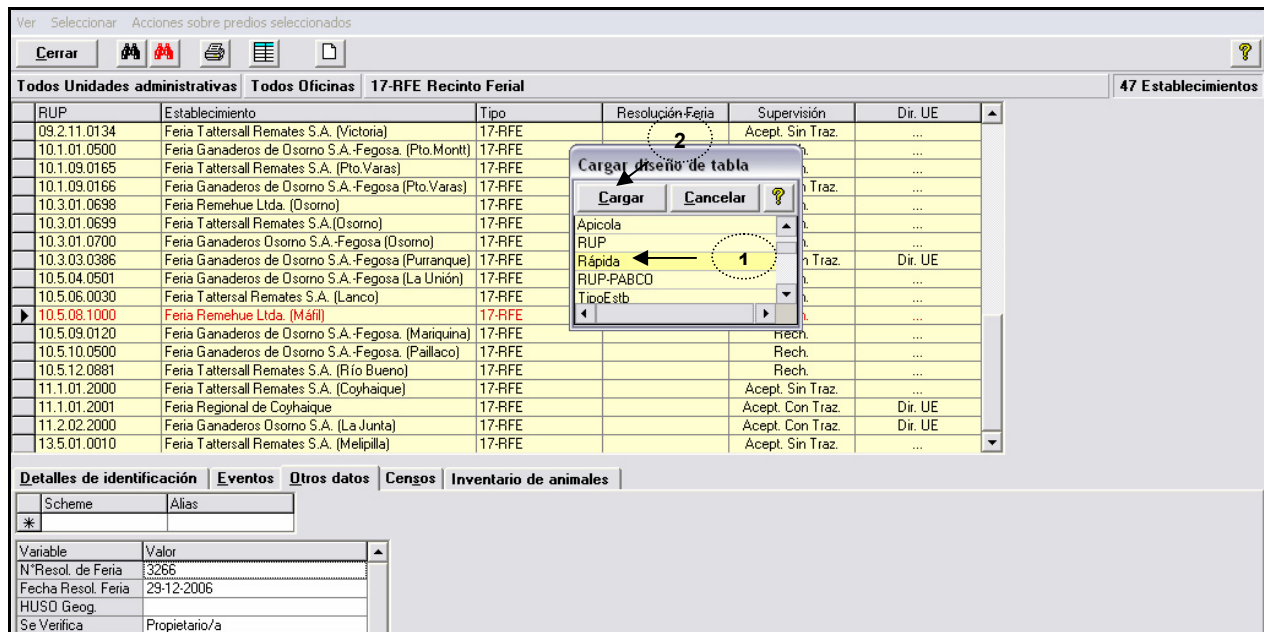 Ver Seleccionar Acciones sobre predios seleccionados
Cerrar ?
Todos Unidades administrativas Todos Oficinas 17-RFE Recinto Ferial 47 Establecimientos
RUP Establecimiento Tipo Resolución Feria Supervisión Dir. UE
09.2.11.0134 Feria Tattersall Remates S.A. (Victoria) 17-RFE Acept. Sin Traz. ...
10.1.01.0500 Feria Ganaderos de Osorno S.A.-Fegosa. (Pto.Montt) 17-RFE h. ...
10.1.09.0165 Feria Tattersall Remates S.A. (Pto.Varas) 17-RFE h. ...
10.1.09.0166 Feria Ganaderos de Osorno S.A.-Fegosa (Pto.Varas) 17-RFE n Traz. ...
10.3.01.0698 Feria Remehue Ltda. (Osorno) 17-RFE h. ...
10.3.01.0699 Feria Tattersall Remates S.A.(Osorno) 17-RFE h. ...
10.3.01.0700 Feria Ganaderos Osorno S.A.-Fegosa (Osorno) 17-RFE h. ...
10.3.03.0386 Feria Ganaderos de Osorno S.A.-Fegosa (Purranque) 17-RFE n Traz. Dir. UE
10.5.04.0501 Feria Ganaderos de Osorno S.A.-Fegosa (La Unión) 17-RFE h. ...
10.5.06.0030 Feria Tattersal Remates S.A. (Lanco) 17-RFE h. ...
10.5.08.1000 Feria Remehue Ltda. (Máfil) 17-RFE h. ...
10.5.09.0120 Feria Ganaderos de Osorno S.A.-Fegosa. (Mariquina) 17-RFE Rech. ...
10.5.10.0500 Feria Ganaderos de Osorno S.A.-Fegosa. (Paillaco) 17-RFE Rech. ...
10.5.12.0881 Feria Tattersall Remates S.A. (Río Bueno) 17-RFE Rech. ...
11.1.01.2000 Feria Tattersall Remates S.A. (Coyhaique) 17-RFE Acept. Sin Traz. ...
11.1.01.2001 Feria Regional de Coyhaique 17-RFE Acept. Con Traz. Dir. UE
11.2.02.2000 Feria Ganaderos Osorno S.A. (La Junta) 17-RFE Acept. Con Traz. Dir. UE
13.5.01.0010 Feria Tattersall Remates S.A. (Melipilla) 17-RFE Acept. Sin Traz. ...
2
Cargar diseño de tabla
Cargar Cancelar ?
Apicola
RUP
Rápida 1
RUP-PABCO
TipoEstb
Detalles de identificación Eventos Otros datos Censos Inventario de animales
Scheme Alias
*
Variable Valor
N°Resol. de Feria 3266
Fecha Resol. Feria 29-12-2006
HUSO Geog.
Se Verifica Propietario/a